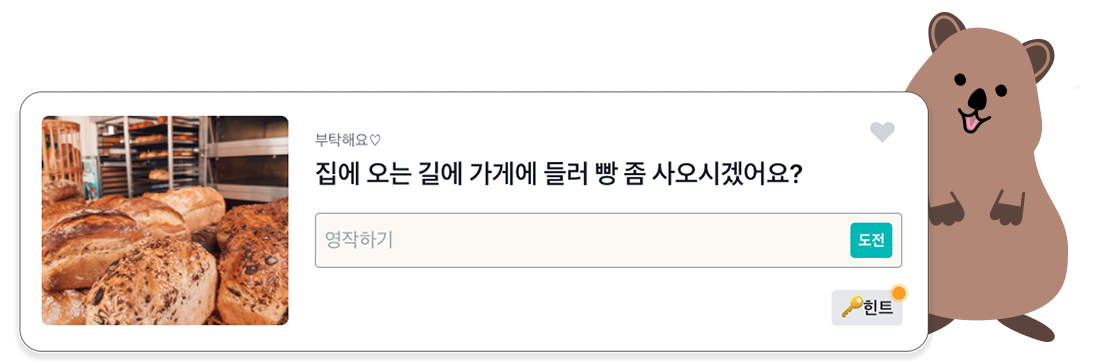 부탁해요♡
집에 오는 길에 가게에 들러 빵 좀 사오시겠어요?
영작하기
도전
🔑힌트